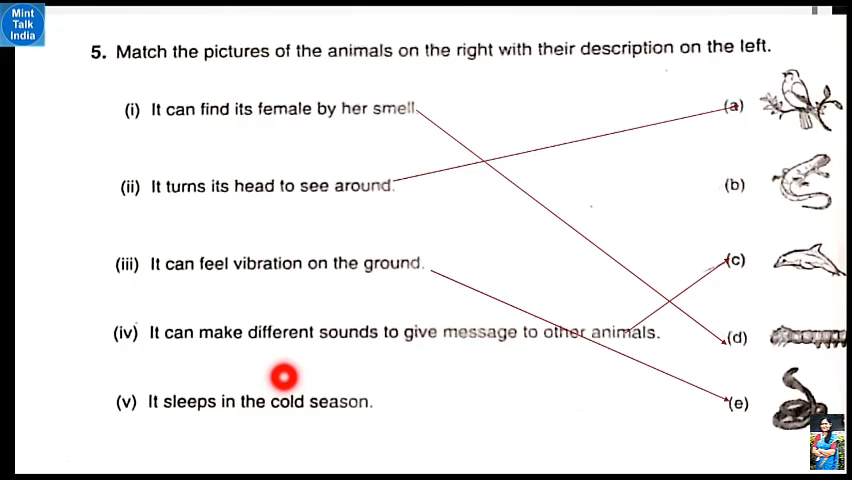 Mint
Talk
India
5. Match the pictures of the animals on the right with their description on the left.
(i) It can find its female by her smell.
(a)
(ii) It turns its head to see around.
(b)
(iii) It can feel vibration on the ground.
(c)
(iv) It can make different sounds to give message to other animals.
(d)
(v) It sleeps in the cold season.
(e)